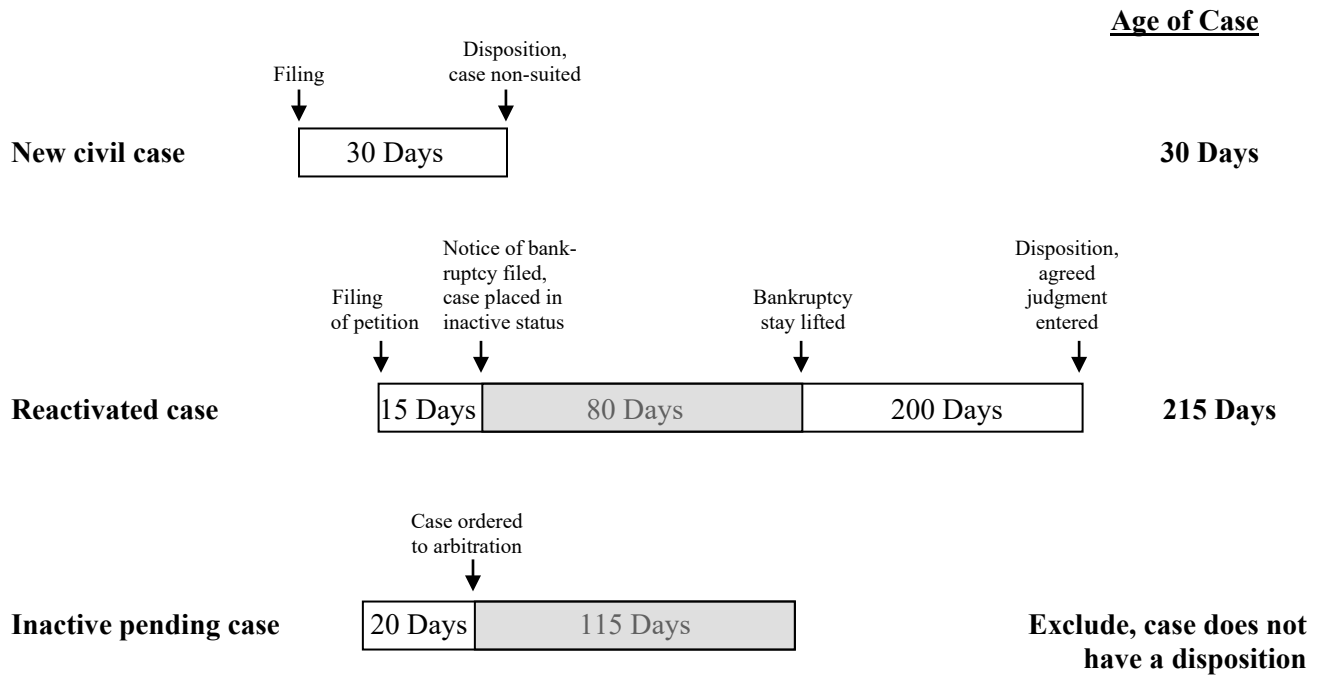 Age of Case
Filing
Disposition,
case non-suited
New civil case
30 Days
30 Days
Filing
of petition
Notice of bank-
ruptcy filed,
case placed in
inactive status
Bankruptcy
stay lifted
Disposition,
agreed
judgment
entered
Reactivated case
15 Days
80 Days
200 Days
215 Days
Case ordered
to arbitration
Inactive pending case
20 Days
115 Days
Exclude, case does not
have a disposition